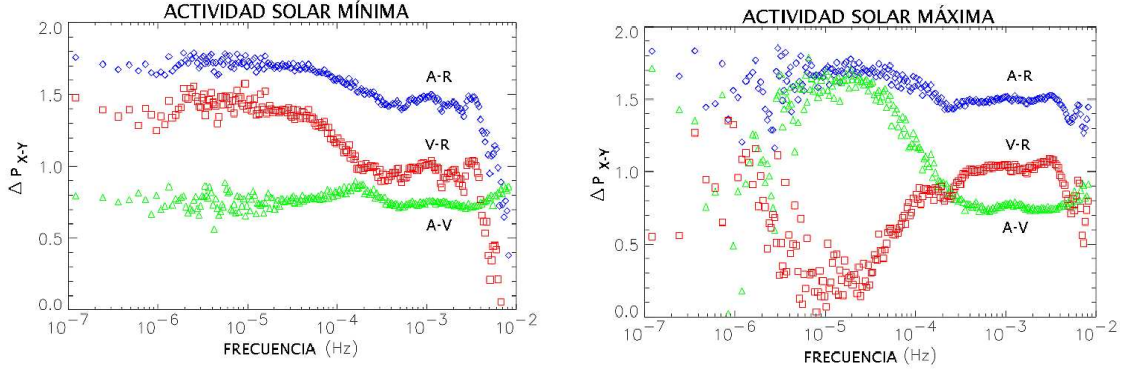 ACTIVIDAD SOLAR MÍNIMA
2.0
1.5
1.0
0.5
0.0
Δ P X-Y
A-R
V-R
A-V
10⁻⁷ 10⁻⁶ 10⁻⁵ 10⁻⁴ 10⁻³ 10⁻²
FRECUENCIA (Hz)
ACTIVIDAD SOLAR MÁXIMA
2.0
1.5
1.0
0.5
0.0
Δ P X-Y
A-R
V-R
A-V
10⁻⁷ 10⁻⁶ 10⁻⁵ 10⁻⁴ 10⁻³ 10⁻²
FRECUENCIA (Hz)